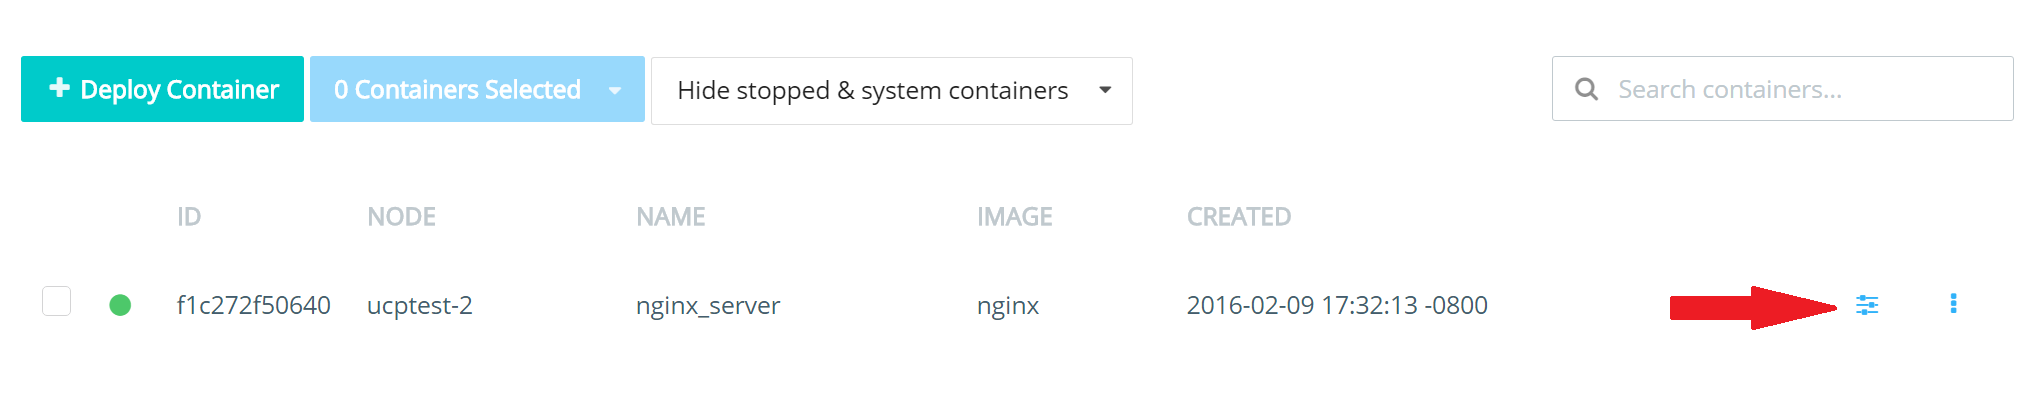 Deploy Container 0 Containers Selected Hide stopped & system containers Search containers...
ID NODE NAME IMAGE CREATED
f1c272f50640 ucptest-2 nginx_server nginx 2016-02-09 17:32:13 -0800